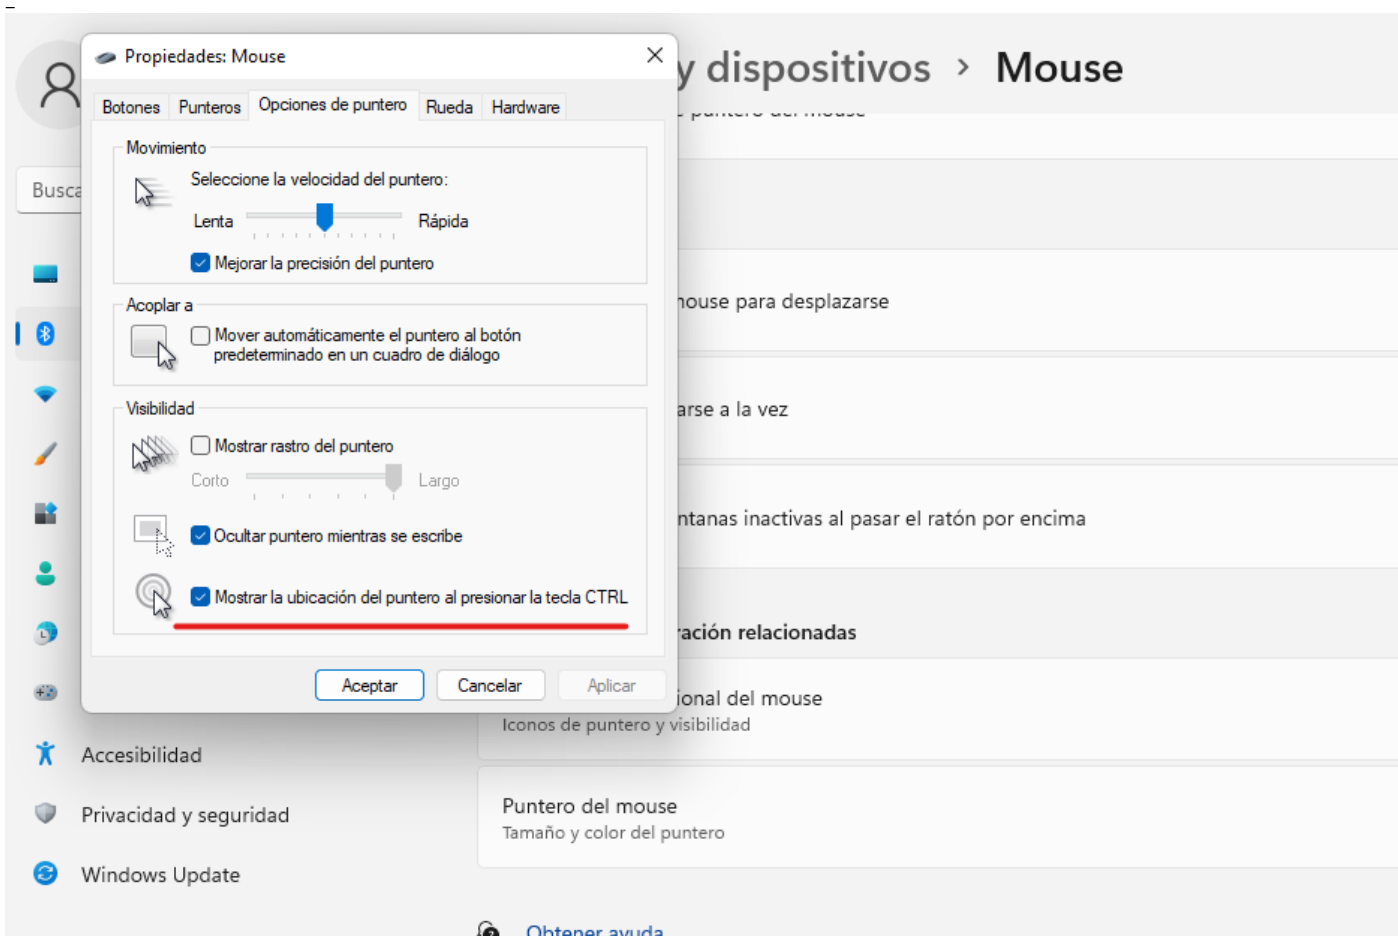 Propiedades: Mouse
Botones
Punteros
Opciones de puntero
Rueda
Hardware
Movimiento
Seleccione la velocidad del puntero:
Lenta
Rápida
Mejorar la precisión del puntero
Acoplar a
Mover automáticamente el puntero al botón
predeterminado en un cuadro de diálogo
Visibilidad
Mostrar rastro del puntero
Corto
Largo
Ocultar puntero mientras se escribe
Mostrar la ubicación del puntero al presionar la tecla CTRL
Aceptar
Cancelar
Aplicar
y dispositivos > Mouse
puntero del mouse
Busca
ouse para desplazarse
arse a la vez
ntanas inactivas al pasar el ratón por encima
ración relacionadas
ional del mouse
Iconos de puntero y visibilidad
Puntero del mouse
Tamaño y color del puntero
Obtener ayuda
Accesibilidad
Privacidad y seguridad
Windows Update